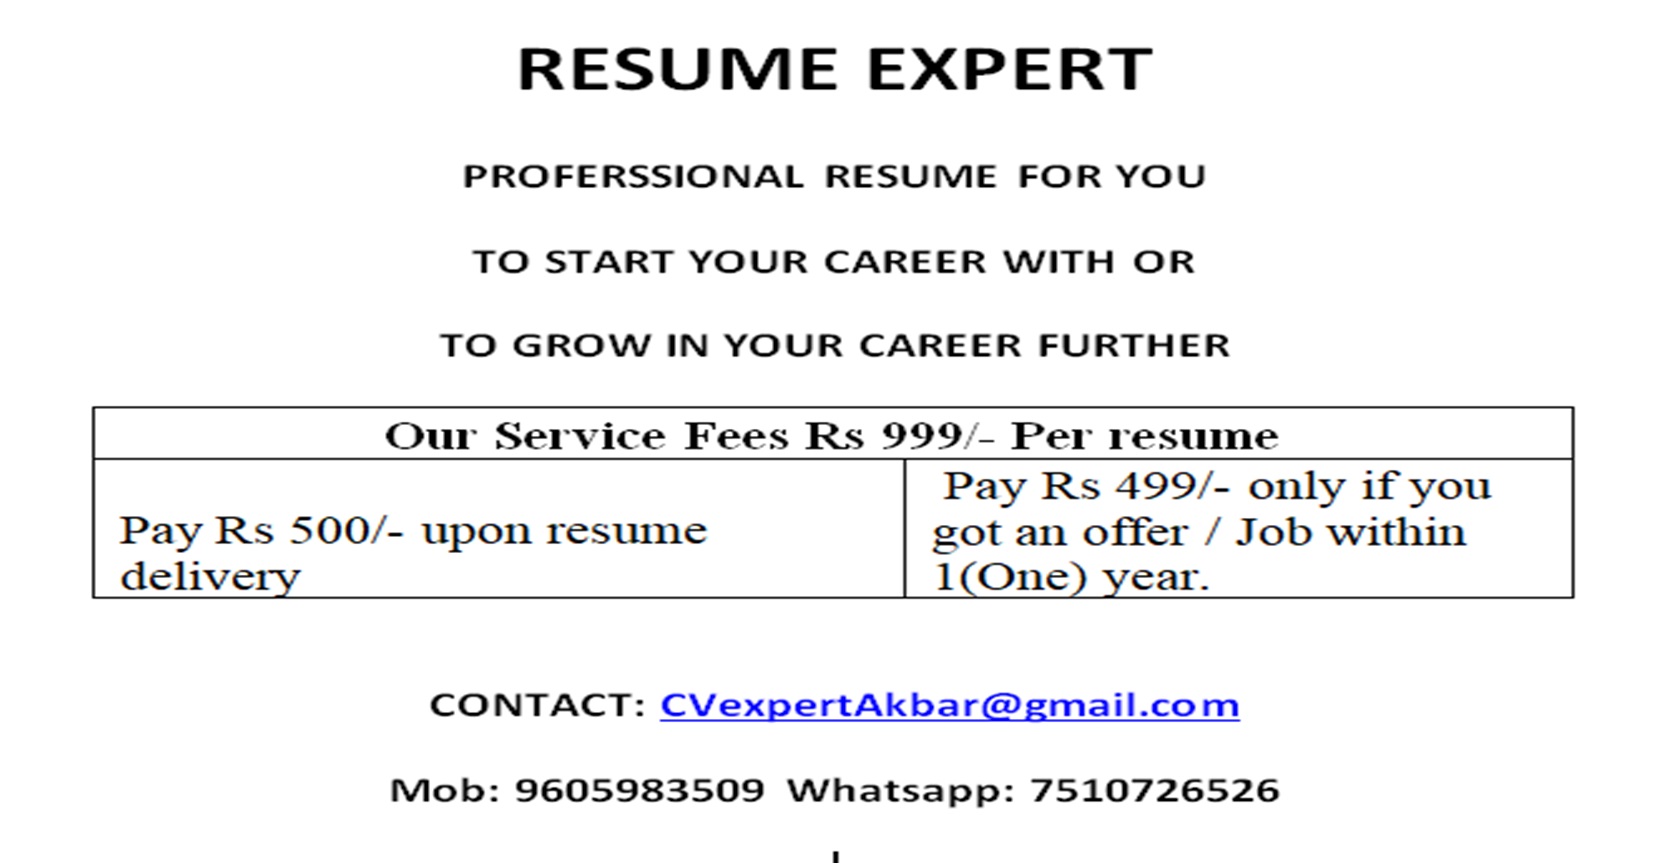 RESUME EXPERT
PROFERSSIONAL RESUME FOR YOU
TO START YOUR CAREER WITH OR
TO GROW IN YOUR CAREER FURTHER
Our Service Fees Rs 999/- Per resume
Pay Rs 500/- upon resume
delivery
Pay Rs 499/- only if you
got an offer / Job within
1(One) year.
CONTACT: CVexpertAkbar@gmail.com
Mob: 9605983509 Whatsapp: 7510726526